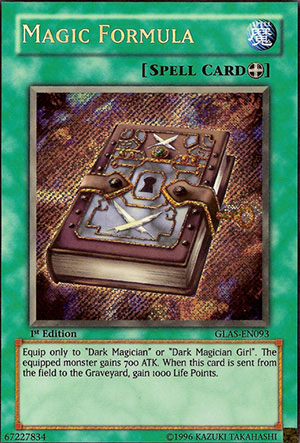 Magic Formula
魔
[Spell Card]
1st Edition
GLAS-EN093
Equip only to "Dark Magician" or "Dark Magician Girl". The
equipped monster gains 700 ATK. When this card is sent from
the field to the Graveyard, gain 1000 Life Points.
67227834
©1996 KAZUKI TAKAHASHI